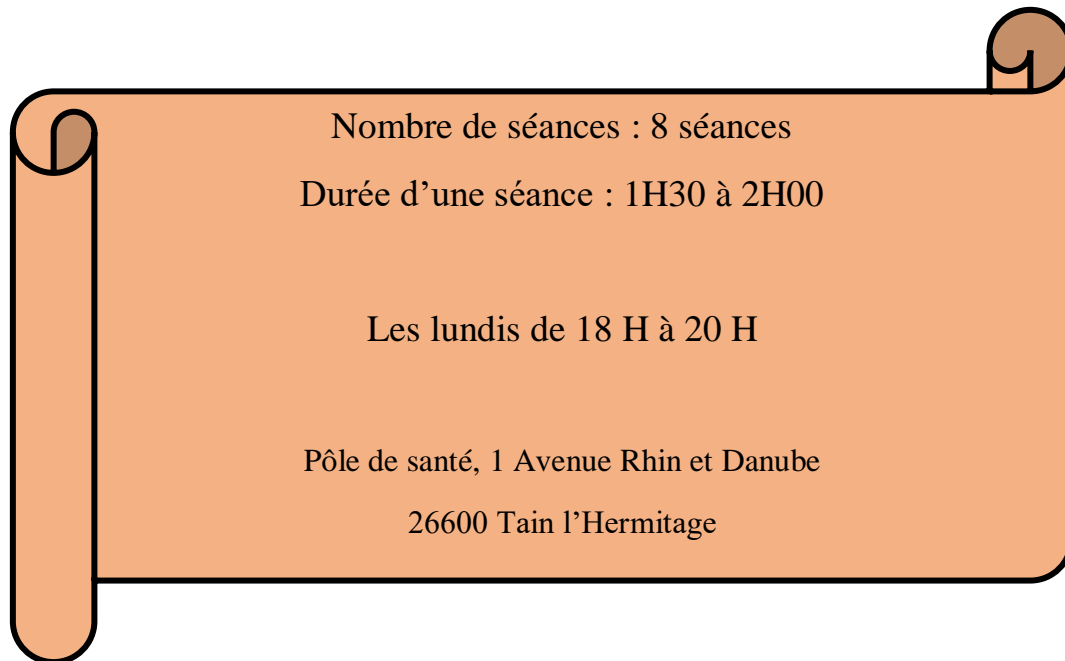 Nombre de séances : 8 séances
Durée d’une séance : 1H30 à 2H00
Les lundis de 18 H à 20 H
Pôle de santé, 1 Avenue Rhin et Danube
26600 Tain l’Hermitage